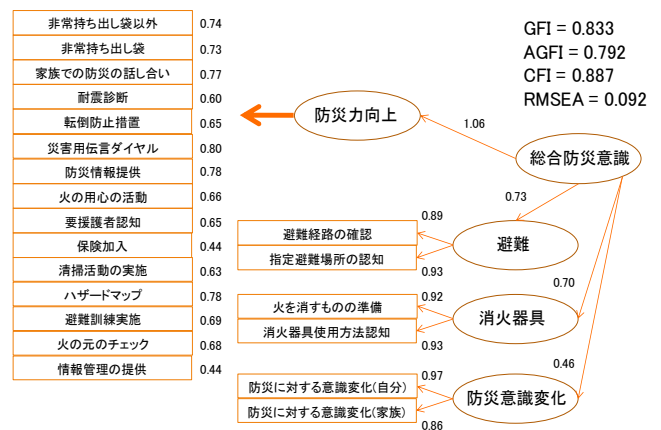 非常持ち出し袋以外 0.74
非常持ち出し袋 0.73
家族での防災の話し合い 0.77
耐震診断 0.60
転倒防止措置 0.65
災害用伝言ダイヤル 0.80
防災情報提供 0.78
火の用心の活動 0.66
要援護者認知 0.65
保険加入 0.44
清掃活動の実施 0.63
ハザードマップ 0.78
避難訓練実施 0.69
火の元のチェック 0.68
情報管理の提供 0.44
GFI = 0.833
AGFI = 0.792
CFI = 0.887
RMSEA = 0.092
防災力向上
1.06
総合防災意識
0.73
0.89
避難経路の確認
指定避難場所の認知
0.93
避難
0.70
0.92
火を消すものの準備
消火器具使用方法認知
0.93
消火器具
0.46
0.97
防災に対する意識変化(自分)
防災に対する意識変化(家族)
0.86
防災意識変化